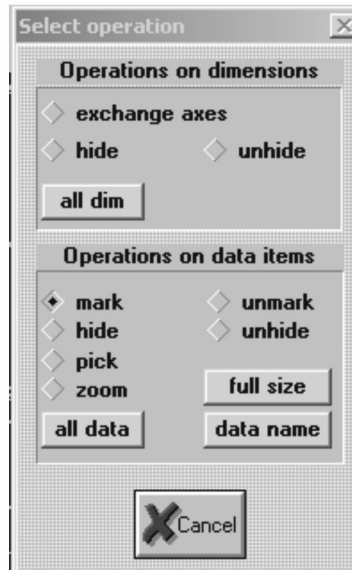 Select operation
Operations on dimensions
exchange axes
hide unhide
all dim
Operations on data items
mark unmark
hide unhide
pick
zoom full size
all data data name
Cancel